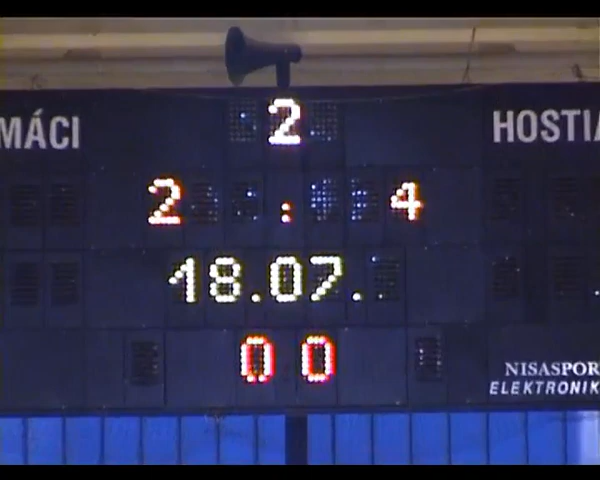 2
MÁCI HOSTIA
2 : 4
18.07.
0 0
NISASPOR
ELEKTRONIK